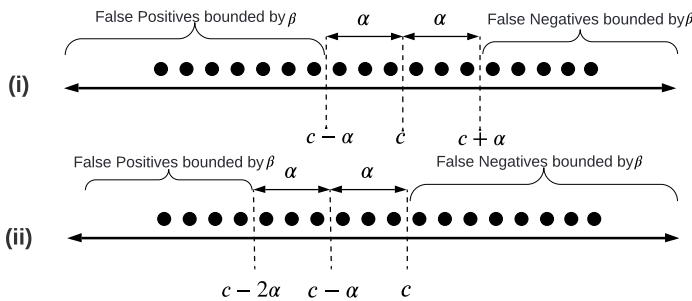 False Positives bounded by β
α
α
False Negatives bounded by β
(i)
c − α
c
c + α
False Positives bounded by β
α
α
False Negatives bounded by β
(ii)
c − 2α
c − α
c